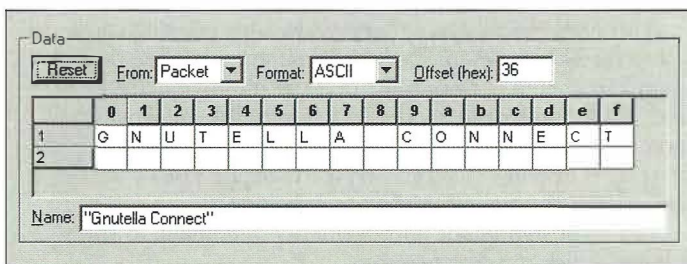 Data
Reset From: Packet Format: ASCII Offset (hex): 36
0 1 2 3 4 5 6 7 8 9 a b c d e f
1 G N U T E L L A C O N N E C T
2
Name: "Gnutella Connect"